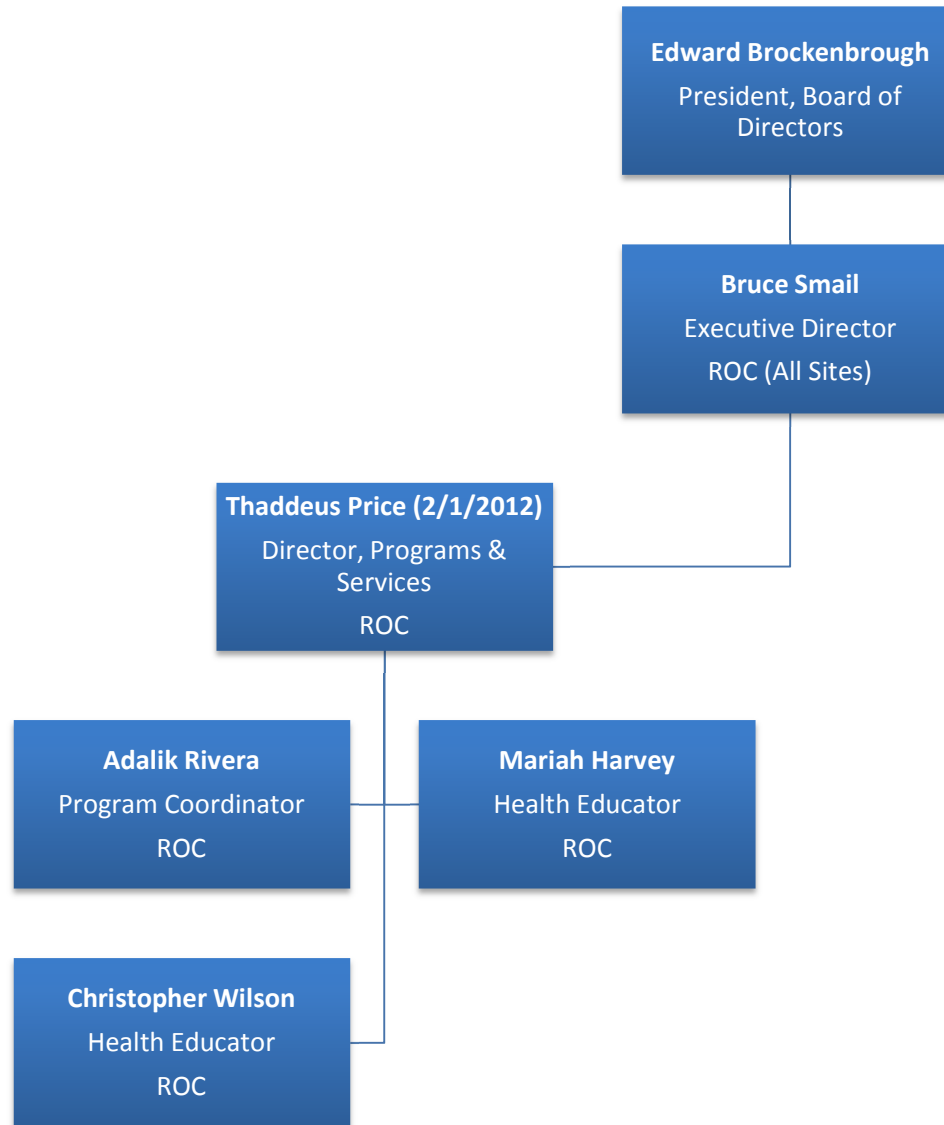 Edward Brockenbrough
President, Board of
Directors
Bruce Smail
Executive Director
ROC (All Sites)
Thaddeus Price (2/1/2012)
Director, Programs &
Services
ROC
Adalik Rivera
Program Coordinator
ROC
Mariah Harvey
Health Educator
ROC
Christopher Wilson
Health Educator
ROC